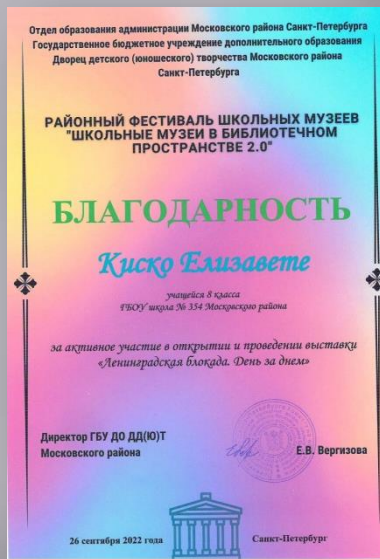 Отдел образования администрации Московского района Санкт-Петербурга
Государственное бюджетное учреждение дополнительного образования
Дворец детского (юношеского) творчества Московского района
Санкт-Петербурга
РАЙОННЫЙ ФЕСТИВАЛЬ ШКОЛЬНЫХ МУЗЕЕВ
"ШКОЛЬНЫЕ МУЗЕИ В БИБЛИОТЕЧНОМ
ПРОСТРАНСТВЕ 2.0"
БЛАГОДАРНОСТЬ
Киско Елизавете
учащейся 8 класса
ГБОУ школа № 354 Московского района
за активное участие в открытии и проведении выставки
«Ленинградская блокада. День за днем»
Директор ГБУ ДО ДД(Ю)Т
Московского района
Е.В. Вергизова
26 сентября 2022 года
Санкт-Петербург